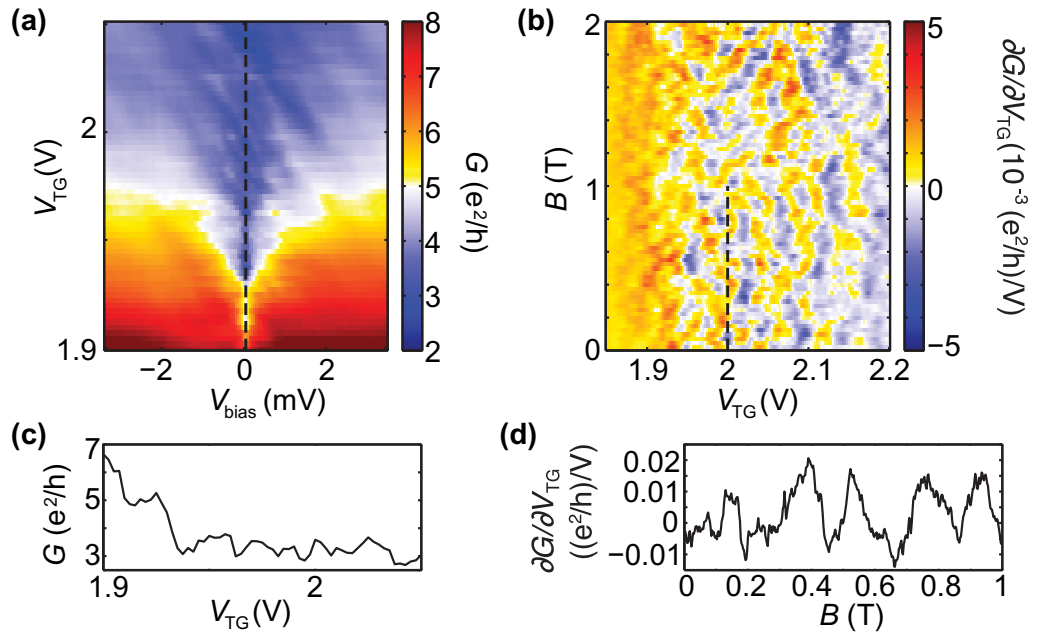 (a)
V_TG (V)
2
1.9
−2
0
2
V_bias (mV)
8
7
6
5
4
3
2
G (e²/h)
(b)
B (T)
2
1
0
1.9
2
2.1
2.2
V_TG (V)
5
0
−5
∂G/∂V_TG (10⁻³ (e²/h)/V)
(c)
G (e²/h)
7
5
3
1.9
2
V_TG (V)
(d)
∂G/∂V_TG
((e²/h)/V)
0.02
0.01
0
−0.01
0
0.2
0.4
0.6
0.8
1
B (T)